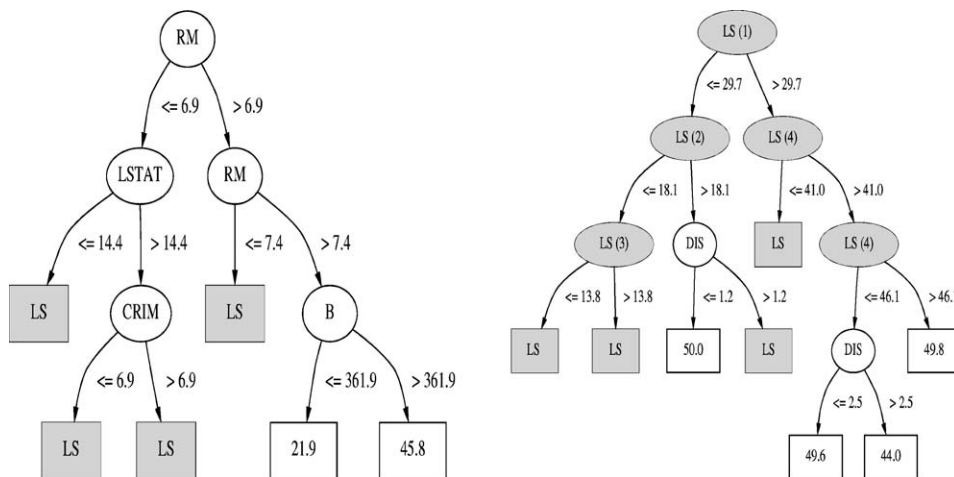 RM
<= 6.9
> 6.9
LSTAT
RM
<= 14.4
> 14.4
<= 7.4
> 7.4
LS
CRIM
LS
B
<= 6.9
> 6.9
<= 361.9
> 361.9
LS
LS
21.9
45.8
LS (1)
<= 29.7
> 29.7
LS (2)
LS (4)
<= 18.1
> 18.1
<= 41.0
> 41.0
LS (3)
DIS
LS
LS (4)
<= 13.8
> 13.8
<= 1.2
> 1.2
<= 46.1
> 46.1
LS
LS
50.0
LS
DIS
49.8
<= 2.5
> 2.5
49.6
44.0